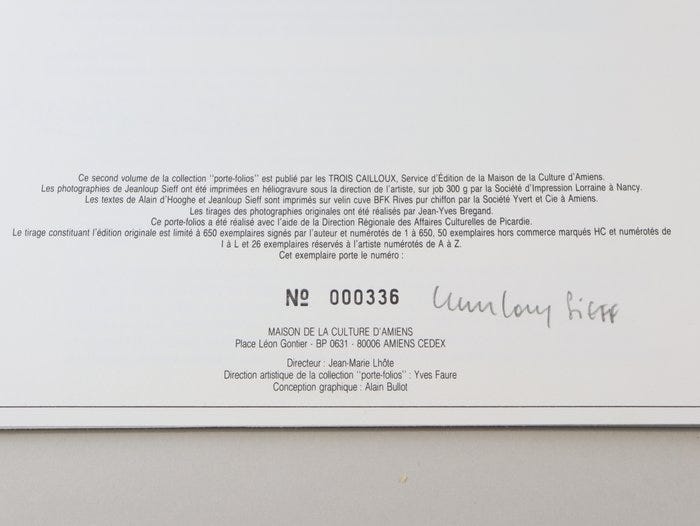 Ce second volume de la collection "porte-folios" est publié par les TROIS CAILLOUX, Service d'Édition de la Maison de la Culture d'Amiens.
Les photographies de Jeanloup Sieff ont été imprimées en héliogravure sous la direction de l'artiste, sur job 300 g par la Société d'Impression Lorraine à Nancy.
Les textes de Alain d'Hooghe et Jeanloup Sieff sont imprimés sur velin cuve BFK Rives pur chiffon par la Société Yvert et Cie à Amiens.
Les tirages des photographies originales ont été réalisés par Jean-Yves Bregand.
Ce porte-folios a été réalisé avec l'aide de la Direction Régionale des Affaires Culturelles de Picardie.
Le tirage constituant l'édition originale est limité à 650 exemplaires signés par l'auteur et numérotés de 1 à 650, 50 exemplaires hors commerce marqués HC et numérotés de
I à L et 26 exemplaires réservés à l'artiste numérotés de A à Z.
Cet exemplaire porte le numéro :
Nº 000336 Jeanloup Sieff
MAISON DE LA CULTURE D'AMIENS
Place Léon Gontier - BP 0631 - 80006 AMIENS CEDEX
Directeur : Jean-Marie Lhôte
Direction artistique de la collection "porte-folios" : Yves Faure
Conception graphique : Alain Bullot